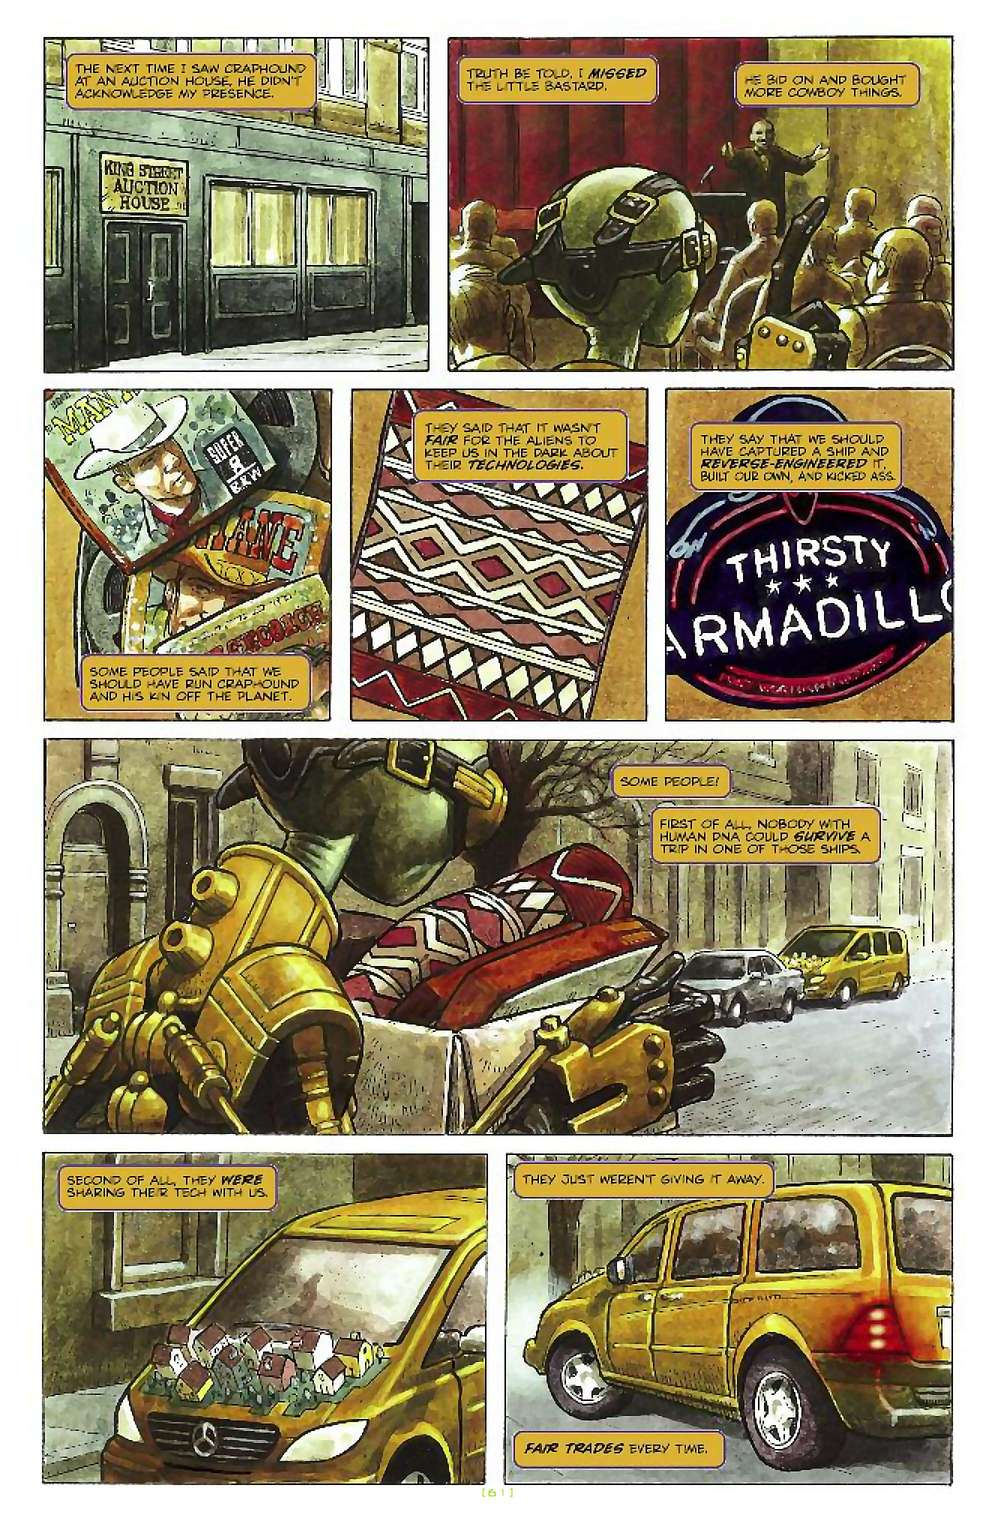 THE NEXT TIME I SAW CRAPHOUND
AT AN AUCTION HOUSE, HE DIDN'T
ACKNOWLEDGE MY PRESENCE.
KING STREET
AUCTION
HOUSE
TRUTH BE TOLD, I MISSED
THE LITTLE BASTARD.
HE BID ON AND BOUGHT
MORE COWBOY THINGS.
MAN
SUPER
8
B&W
LANE
SOME PEOPLE SAID THAT WE
SHOULD HAVE RUN CRAPHOUND
AND HIS KIN OFF THE PLANET.
THEY SAID THAT IT WASN'T
FAIR FOR THE ALIENS TO
KEEP US IN THE DARK ABOUT
THEIR TECHNOLOGIES.
THEY SAY THAT WE SHOULD
HAVE CAPTURED A SHIP AND
REVERSE-ENGINEERED IT,
BUILT OUR OWN, AND KICKED ASS.
THIRSTY
ARMADILLO
SOME PEOPLE!
FIRST OF ALL, NOBODY WITH
HUMAN DNA COULD SURVIVE A
TRIP IN ONE OF THOSE SHIPS.
SECOND OF ALL, THEY WERE
SHARING THEIR TECH WITH US.
THEY JUST WEREN'T GIVING IT AWAY.
FAIR TRADES EVERY TIME.
[61]